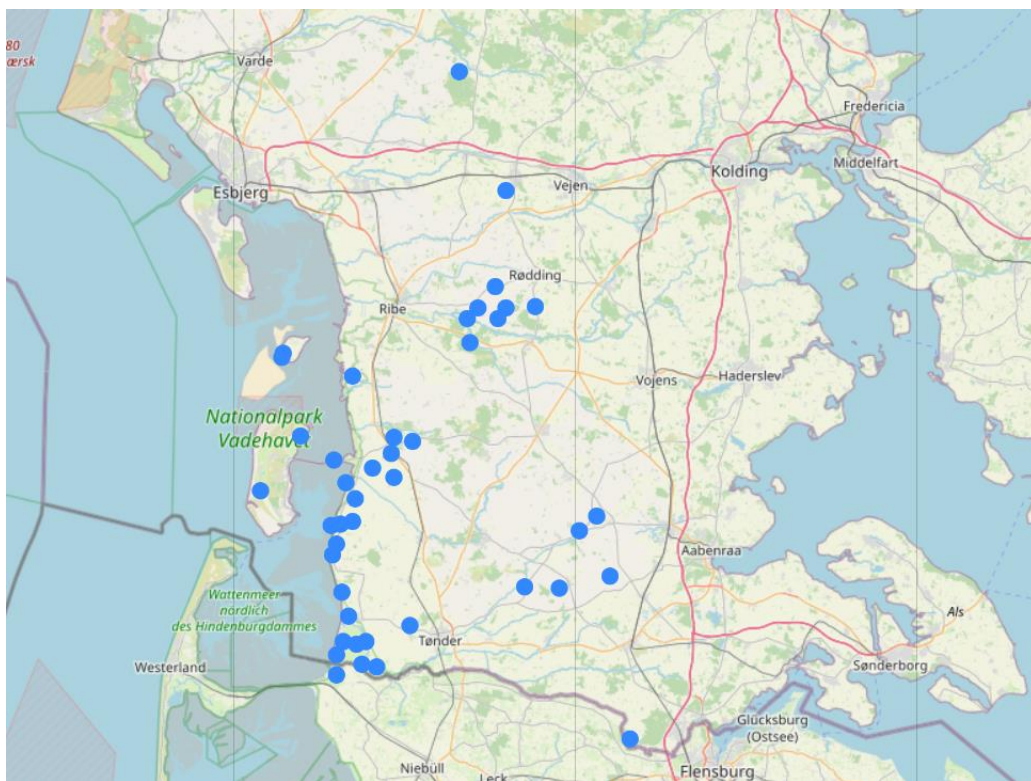 80
ærsk
Varde
Fredericia
Middelfart
Kolding
Esbjerg
Vejen
Rødding
Ribe
Vojens
Haderslev
Nationalpark
Vadehavet
Aabenraa
Wattenmeer
nördlich
des Hindenburgdammes
Als
Tønder
Westerland
Sønderborg
Glücksburg
(Ostsee)
Niebüll
Leck
Flensburg